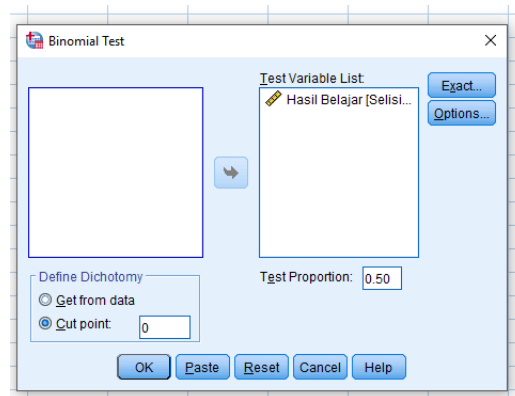 Binomial Test
Test Variable List:
Hasil Belajar [Selisi...
Exact...
Options...
Define Dichotomy
Get from data
Cut point: 0
Test Proportion: 0.50
OK Paste Reset Cancel Help